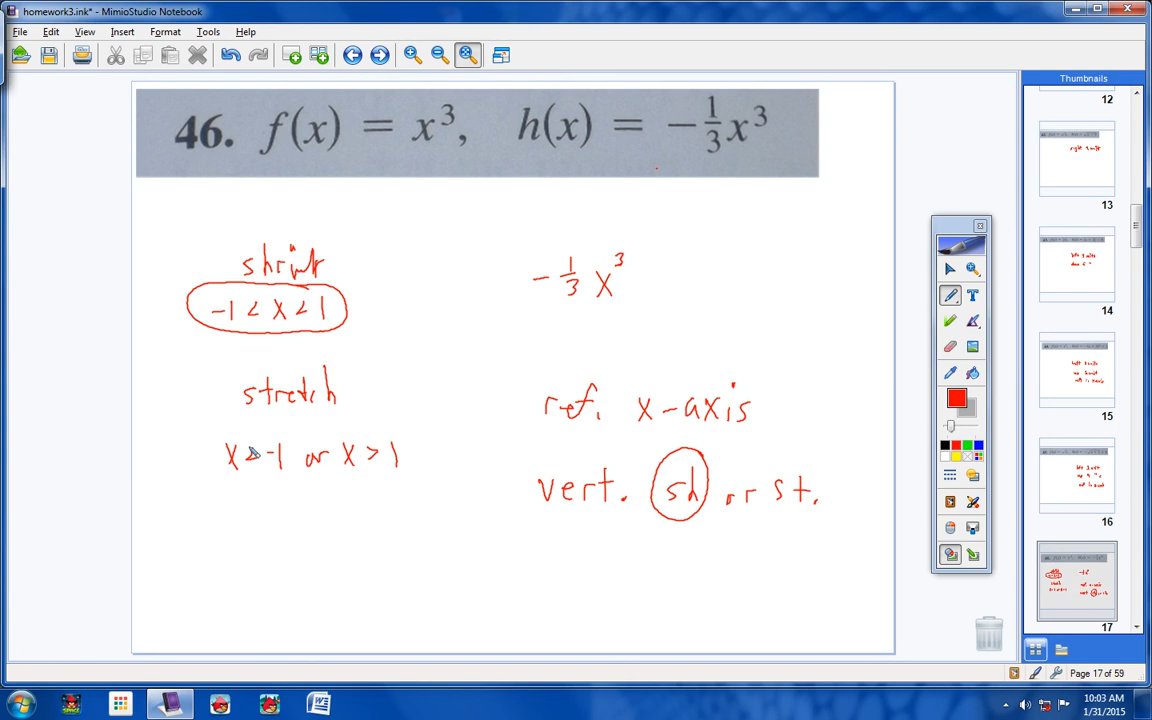 homework3.ink* - MimioStudio Notebook
File Edit View Insert Format Tools Help
Thumbnails
46. f(x) = x³, h(x) = -1/3x³
shrink
-1 < x < 1
-1/3 x³
stretch
ref. x-axis
x < -1 or x > 1
vert. sh or st.
12
13
14
15
16
17
Page 17 of 59
10:03 AM
1/31/2015